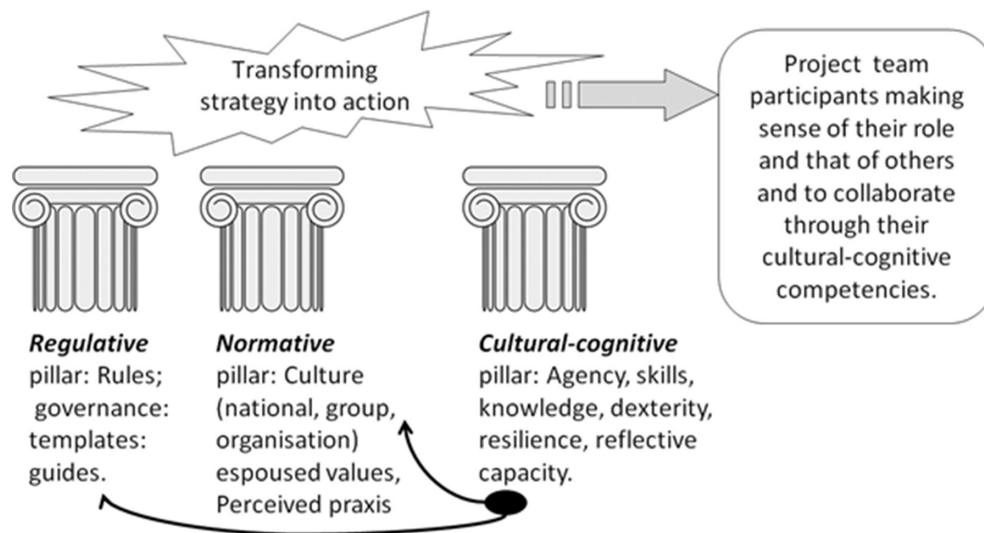 Transforming
strategy into action
Project team
participants making
sense of their role
and that of others
and to collaborate
through their
cultural-cognitive
competencies.
Regulative
pillar: Rules;
governance:
templates:
guides.
Normative
pillar: Culture
(national, group,
organisation)
espoused values,
Perceived praxis
Cultural-cognitive
pillar: Agency, skills,
knowledge, dexterity,
resilience, reflective
capacity.